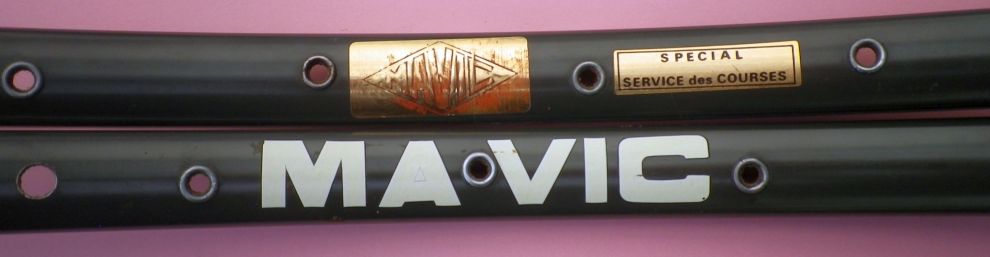 MAVIC
SPECIAL
SERVICE des COURSES
MAVIC